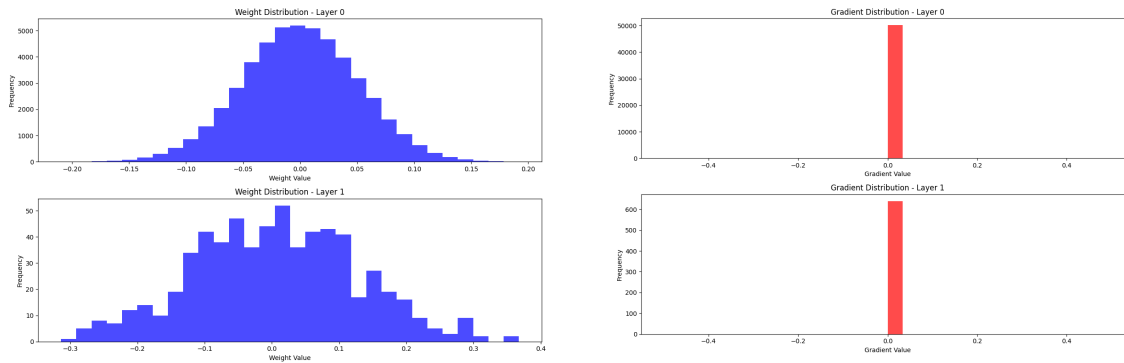 Weight Distribution - Layer 0
Frequency
5000
4000
3000
2000
1000
0
−0.20 −0.15 −0.10 −0.05 0.00 0.05 0.10 0.15 0.20
Weight Value
Weight Distribution - Layer 1
Frequency
50
40
30
20
10
0
−0.3 −0.2 −0.1 0.0 0.1 0.2 0.3 0.4
Weight Value
Gradient Distribution - Layer 0
Frequency
50000
40000
30000
20000
10000
0
−0.4 −0.2 0.0 0.2 0.4
Gradient Value
Gradient Distribution - Layer 1
Frequency
600
500
400
300
200
100
0
−0.4 −0.2 0.0 0.2 0.4
Gradient Value